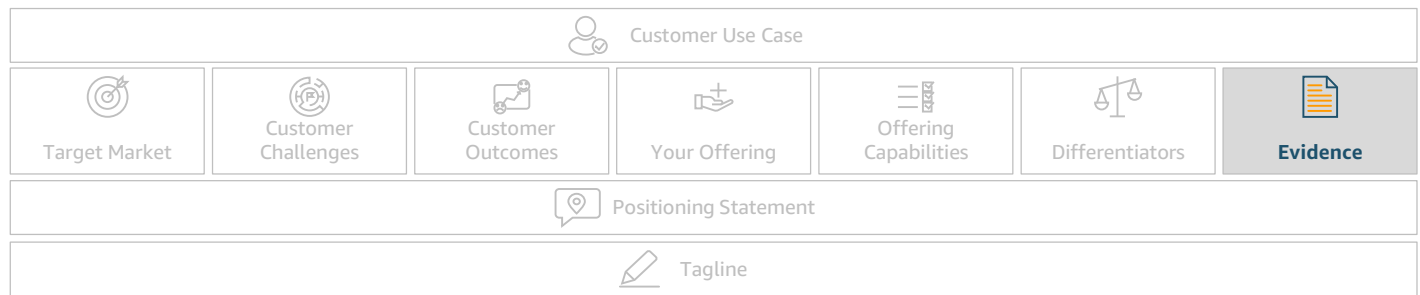 Customer Use Case
Target Market
Customer
Challenges
Customer
Outcomes
Your Offering
Offering
Capabilities
Differentiators
Evidence
Positioning Statement
Tagline